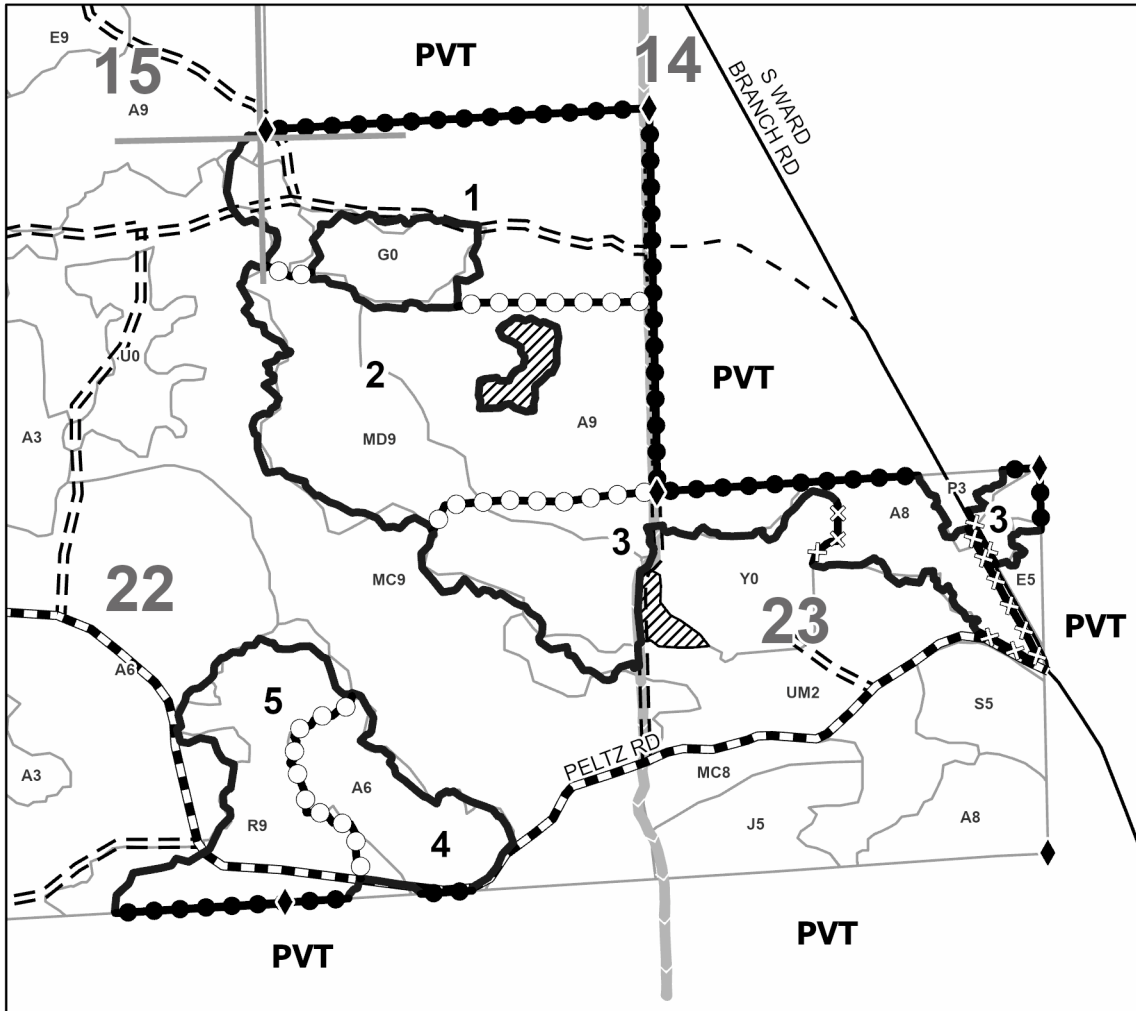 E9
15
PVT
14
S WARD
BRANCH RD
A9
1
G0
U0
2
PVT
A3
MD9
A9
P3
A8
3
3
MC9
Y0
E5
22
23
PVT
A6
UM2
5
S5
PELTZ RD
MC8
A3
A6
R9
J5
A8
4
PVT
PVT